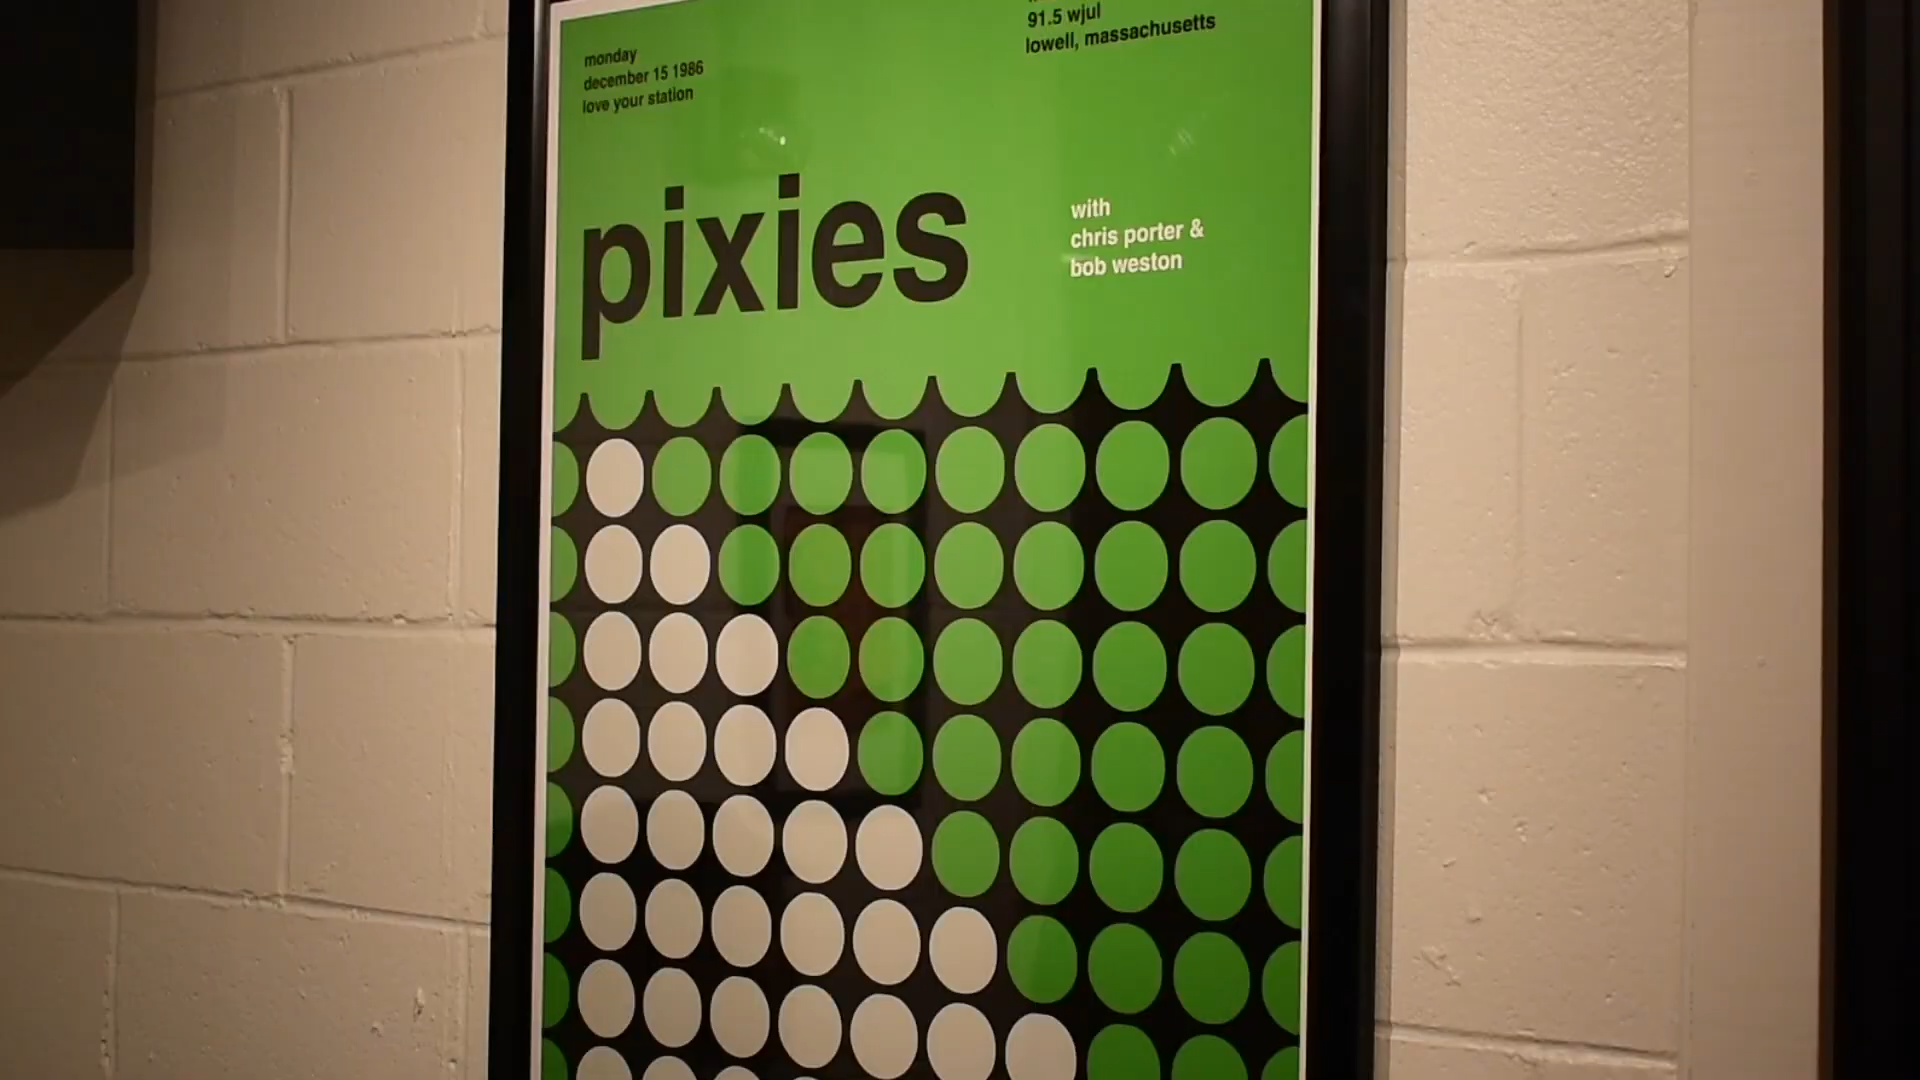 monday
december 15 1986
love your station
91.5 wjul
lowell, massachusetts
pixies
with
chris porter &
bob weston